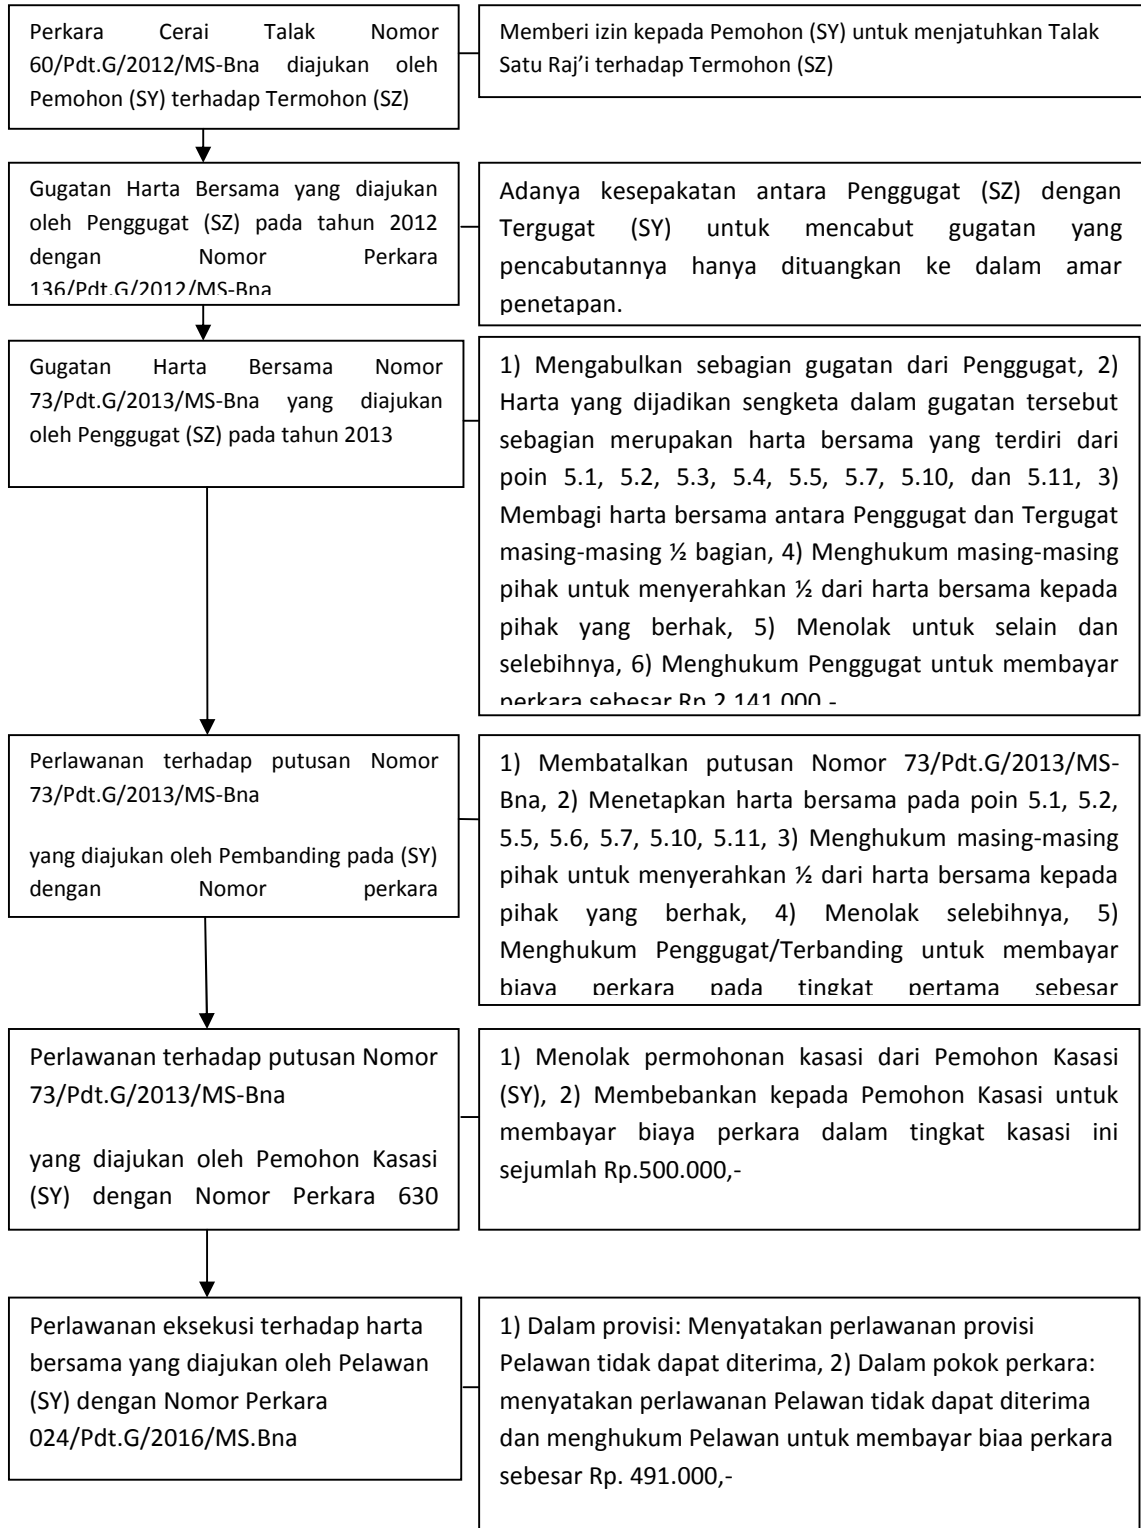 Perkara Cerai Talak Nomor
60/Pdt.G/2012/MS-Bna diajukan oleh
Pemohon (SY) terhadap Termohon (SZ)
Memberi izin kepada Pemohon (SY) untuk menjatuhkan Talak
Satu Raj’i terhadap Termohon (SZ)
Gugatan Harta Bersama yang diajukan
oleh Penggugat (SZ) pada tahun 2012
dengan Nomor Perkara
136/Pdt.G/2012/MS-Bna
Adanya kesepakatan antara Penggugat (SZ) dengan
Tergugat (SY) untuk mencabut gugatan yang
pencabutannya hanya dituangkan ke dalam amar
penetapan.
Gugatan Harta Bersama Nomor
73/Pdt.G/2013/MS-Bna yang diajukan
oleh Penggugat (SZ) pada tahun 2013
1) Mengabulkan sebagian gugatan dari Penggugat, 2)
Harta yang dijadikan sengketa dalam gugatan tersebut
sebagian merupakan harta bersama yang terdiri dari
poin 5.1, 5.2, 5.3, 5.4, 5.5, 5.7, 5.10, dan 5.11, 3)
Membagi harta bersama antara Penggugat dan Tergugat
masing-masing ½ bagian, 4) Menghukum masing-masing
pihak untuk menyerahkan ½ dari harta bersama kepada
pihak yang berhak, 5) Menolak untuk selain dan
selebihnya, 6) Menghukum Penggugat untuk membayar
perkara sebesar Rp.2.141.000,-
Perlawanan terhadap putusan Nomor
73/Pdt.G/2013/MS-Bna
yang diajukan oleh Pembanding pada (SY)
dengan Nomor perkara
1) Membatalkan putusan Nomor 73/Pdt.G/2013/MS-
Bna, 2) Menetapkan harta bersama pada poin 5.1, 5.2,
5.5, 5.6, 5.7, 5.10, 5.11, 3) Menghukum masing-masing
pihak untuk menyerahkan ½ dari harta bersama kepada
pihak yang berhak, 4) Menolak selebihnya, 5)
Menghukum Penggugat/Terbanding untuk membayar
biaya perkara pada tingkat pertama sebesar
Perlawanan terhadap putusan Nomor
73/Pdt.G/2013/MS-Bna
yang diajukan oleh Pemohon Kasasi
(SY) dengan Nomor Perkara 630
1) Menolak permohonan kasasi dari Pemohon Kasasi
(SY), 2) Membebankan kepada Pemohon Kasasi untuk
membayar biaya perkara dalam tingkat kasasi ini
sejumlah Rp.500.000,-
Perlawanan eksekusi terhadap harta
bersama yang diajukan oleh Pelawan
(SY) dengan Nomor Perkara
024/Pdt.G/2016/MS.Bna
1) Dalam provisi: Menyatakan perlawanan provisi
Pelawan tidak dapat diterima, 2) Dalam pokok perkara:
menyatakan perlawanan Pelawan tidak dapat diterima
dan menghukum Pelawan untuk membayar biaa perkara
sebesar Rp. 491.000,-